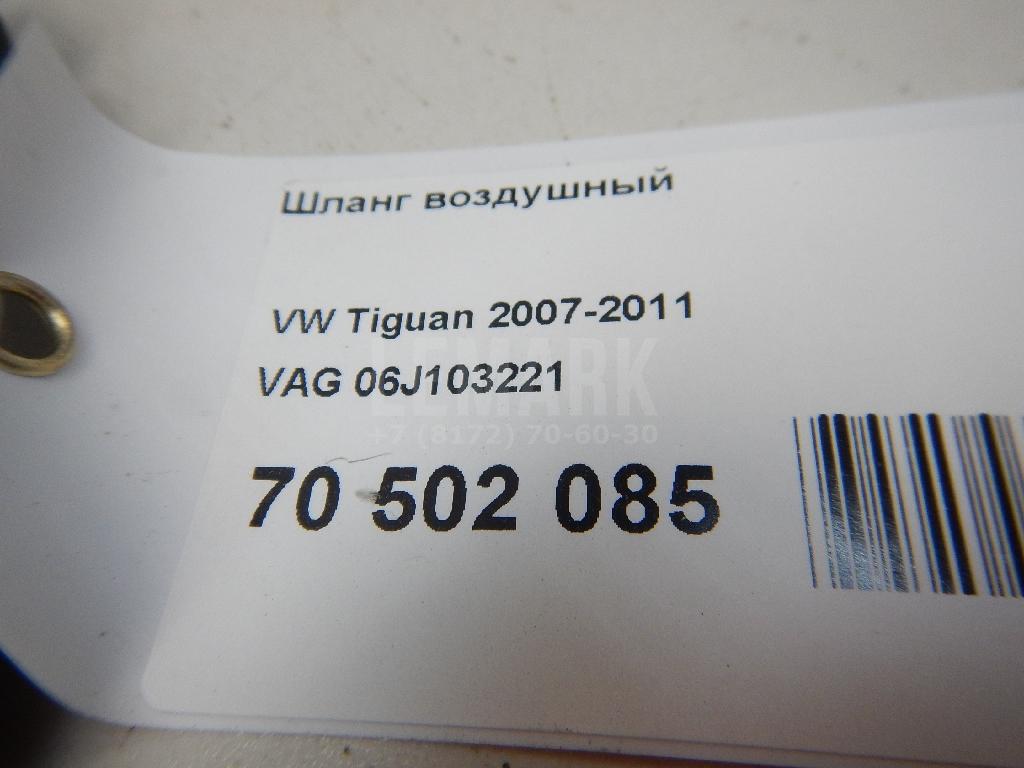 Шланг воздушный
VW Tiguan 2007-2011
VAG 06J103221
LEMARK
+7 (8172) 70-60-30
70 502 085